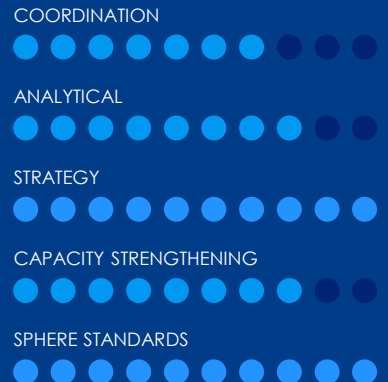 COORDINATION
ANALYTICAL
STRATEGY
CAPACITY STRENGTHENING
SPHERE STANDARDS